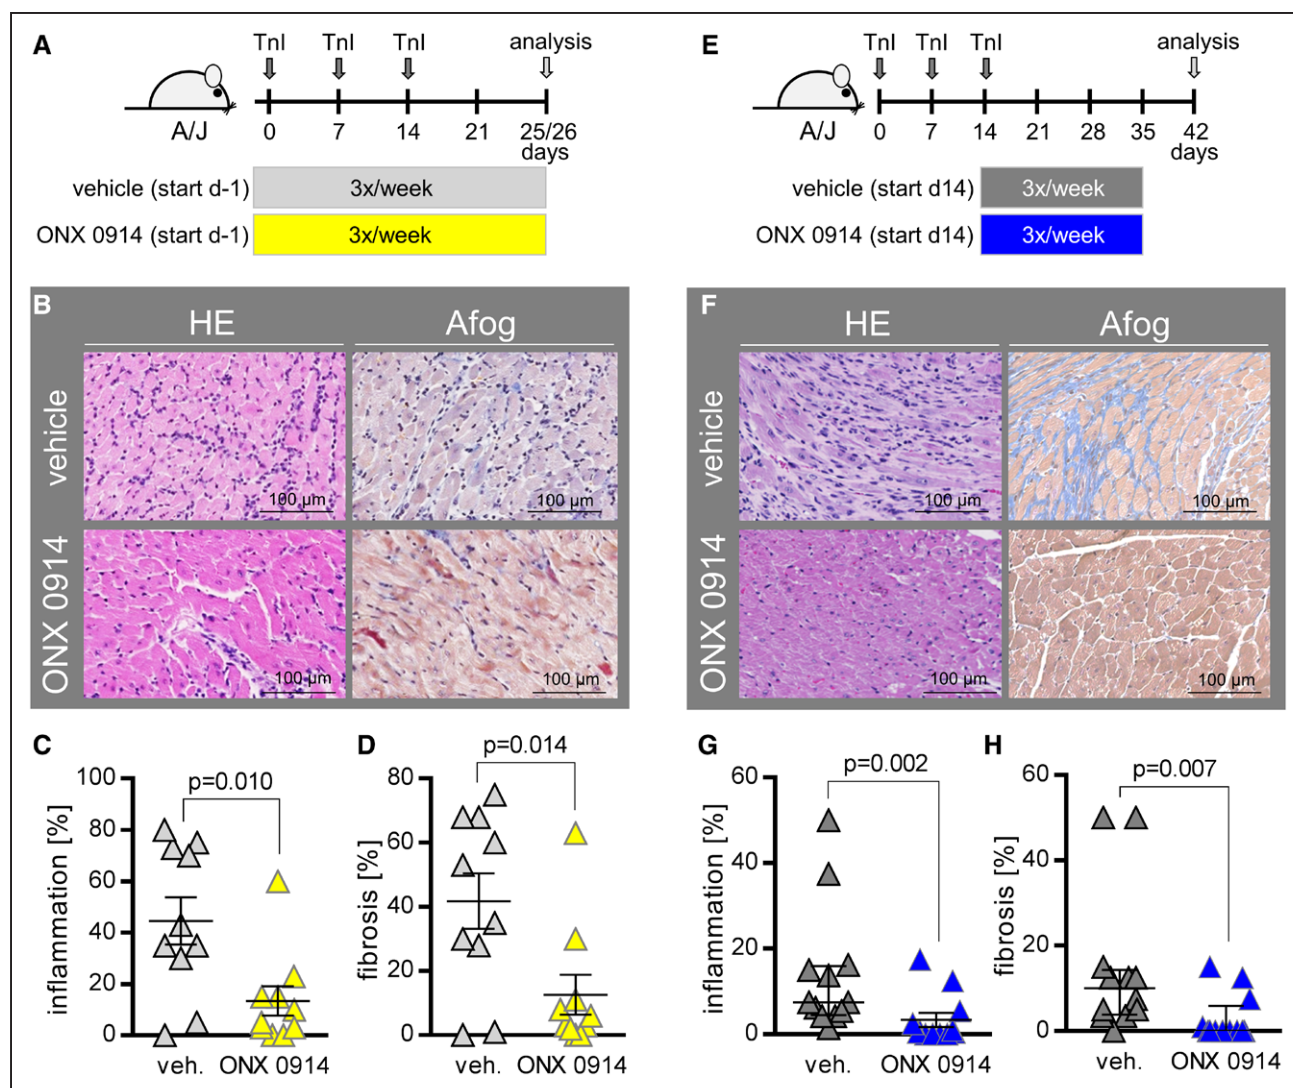 A
TnI TnI TnI analysis
A/J
0 7 14 21 25/26
days
vehicle (start d-1) 3x/week
ONX 0914 (start d-1) 3x/week
E
TnI TnI TnI analysis
A/J
0 7 14 21 28 35 42
days
vehicle (start d14) 3x/week
ONX 0914 (start d14) 3x/week
B
HE Afog
vehicle
100 µm 100 µm
ONX 0914
100 µm 100 µm
F
HE Afog
vehicle
100 µm 100 µm
ONX 0914
100 µm 100 µm
C
p=0.010
inflammation [%]
100
80
60
40
20
0
veh. ONX 0914
D
p=0.014
fibrosis [%]
80
60
40
20
0
veh. ONX 0914
G
p=0.002
inflammation [%]
60
40
20
0
veh. ONX 0914
H
p=0.007
fibrosis [%]
60
40
20
0
veh. ONX 0914